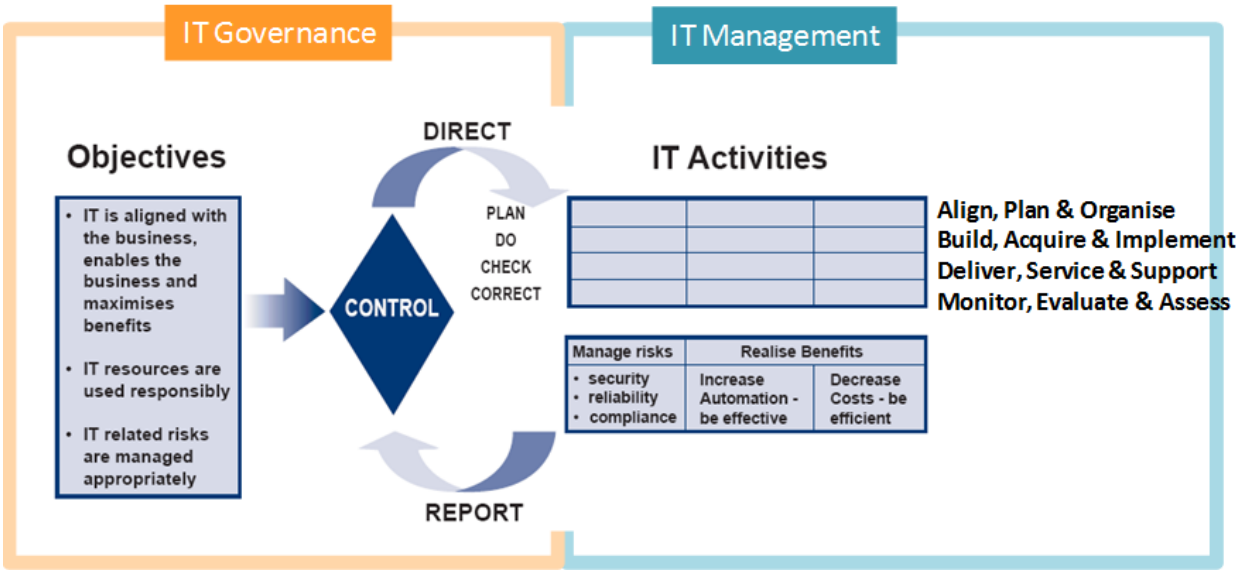 IT Governance
IT Management
Objectives
• IT is aligned with
the business,
enables the
business and
maximises
benefits
• IT resources are
used responsibly
• IT related risks
are managed
appropriately
CONTROL
DIRECT
PLAN
DO
CHECK
CORRECT
REPORT
IT Activities
Align, Plan & Organise
Build, Acquire & Implement
Deliver, Service & Support
Monitor, Evaluate & Assess
Manage risks
• security
• reliability
• compliance
Realise Benefits
Increase
Automation -
be effective
Decrease
Costs - be
efficient